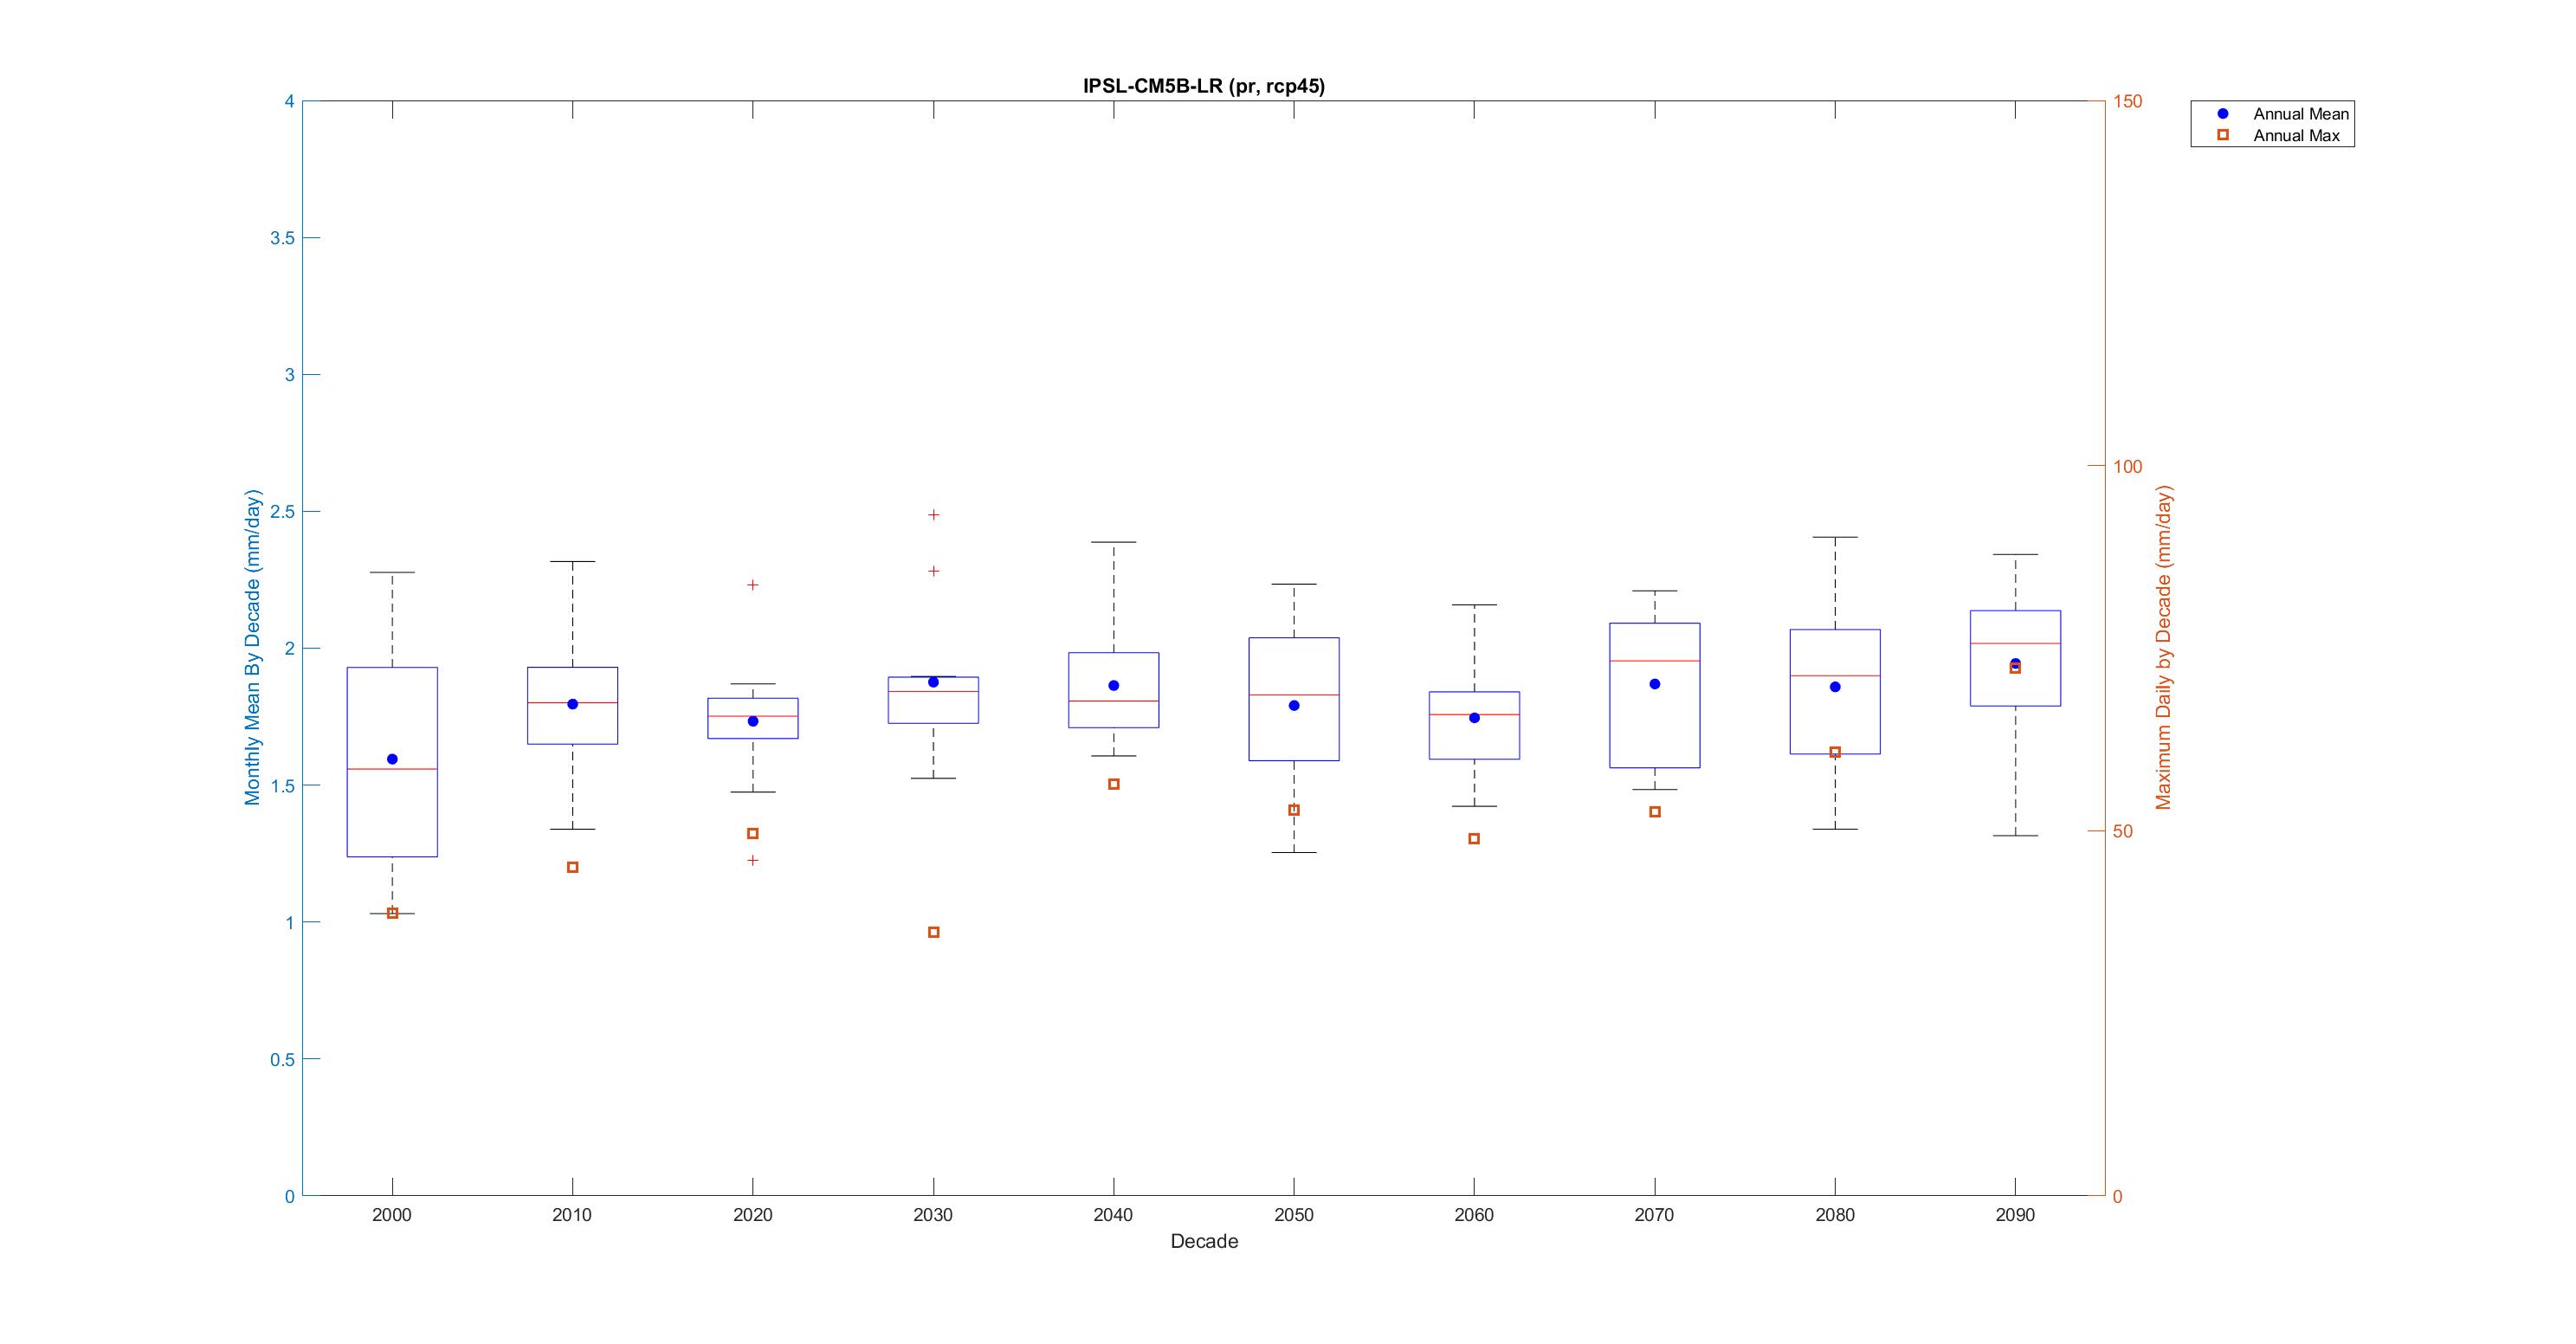 IPSL-CM5B-LR (pr, rcp45)
Annual Mean
Annual Max
Monthly Mean By Decade (mm/day)
4
3.5
3
2.5
2
1.5
1
0.5
0
150
100
50
0
Maximum Daily by Decade (mm/day)
2000 2010 2020 2030 2040 2050 2060 2070 2080 2090
Decade